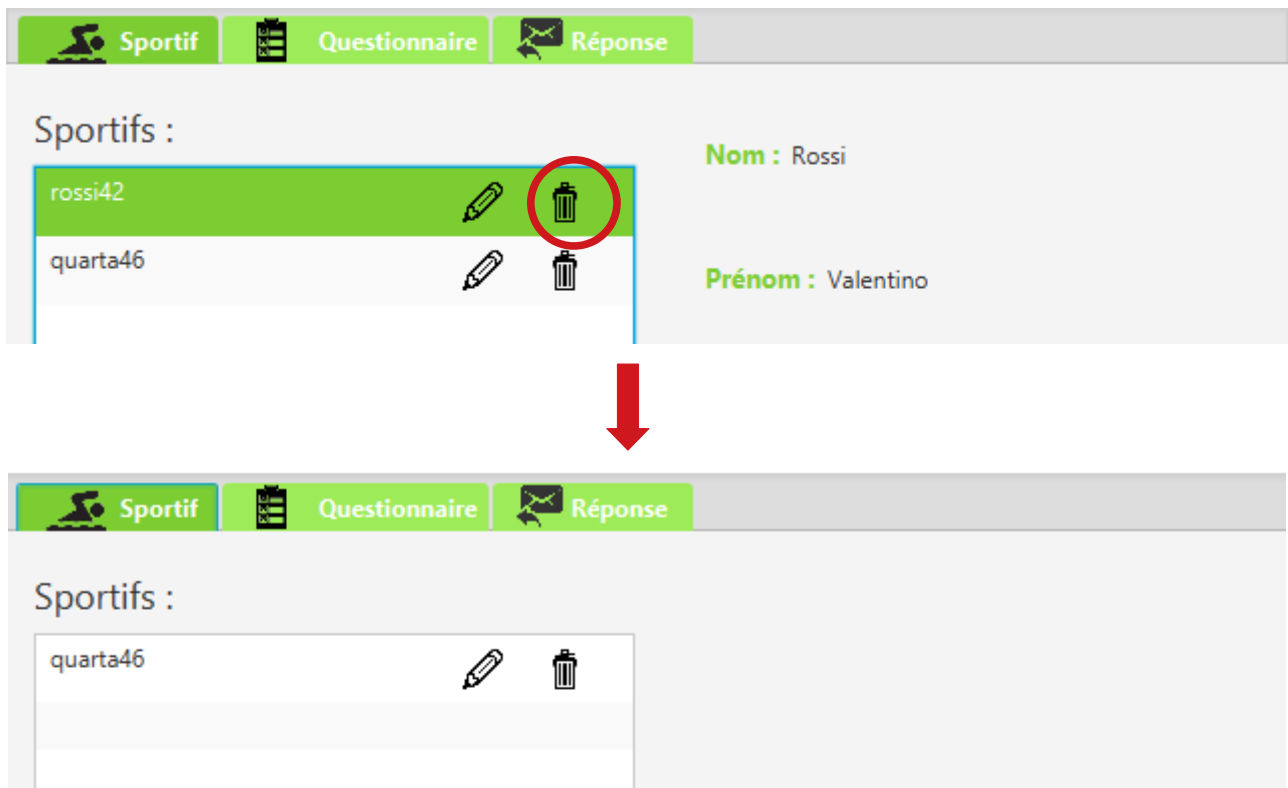 Sportif Questionnaire Réponse
Sportifs :
rossi42
quarta46
Nom : Rossi
Prénom : Valentino
Sportif Questionnaire Réponse
Sportifs :
quarta46